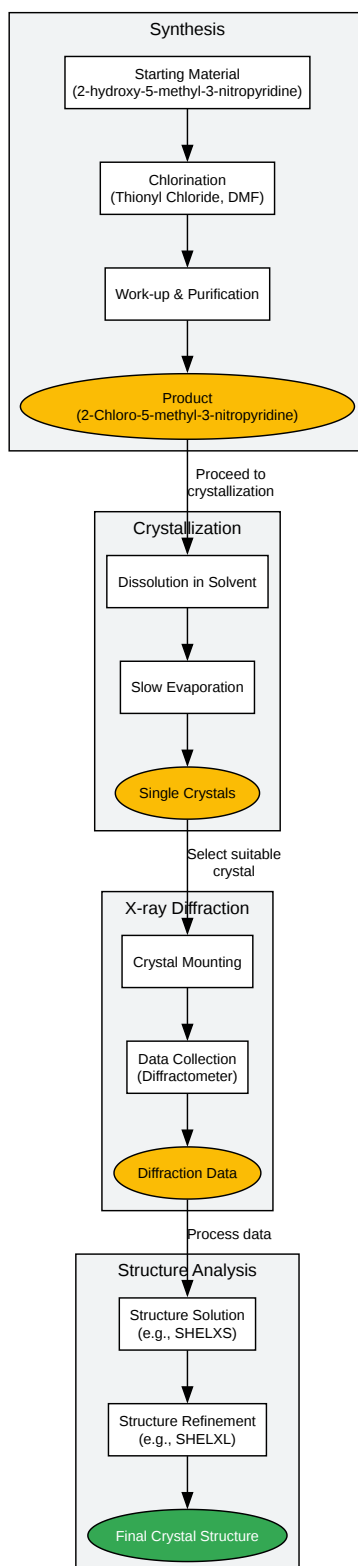 Synthesis
Starting Material
(2-hydroxy-5-methyl-3-nitropyridine)
Chlorination
(Thionyl Chloride, DMF)
Work-up & Purification
Product
(2-Chloro-5-methyl-3-nitropyridine)
Proceed to
crystallization
Crystallization
Dissolution in Solvent
Slow Evaporation
Single Crystals
Select suitable
crystal
X-ray Diffraction
Crystal Mounting
Data Collection
(Diffractometer)
Diffraction Data
Process data
Structure Analysis
Structure Solution
(e.g., SHELXS)
Structure Refinement
(e.g., SHELXL)
Final Crystal Structure